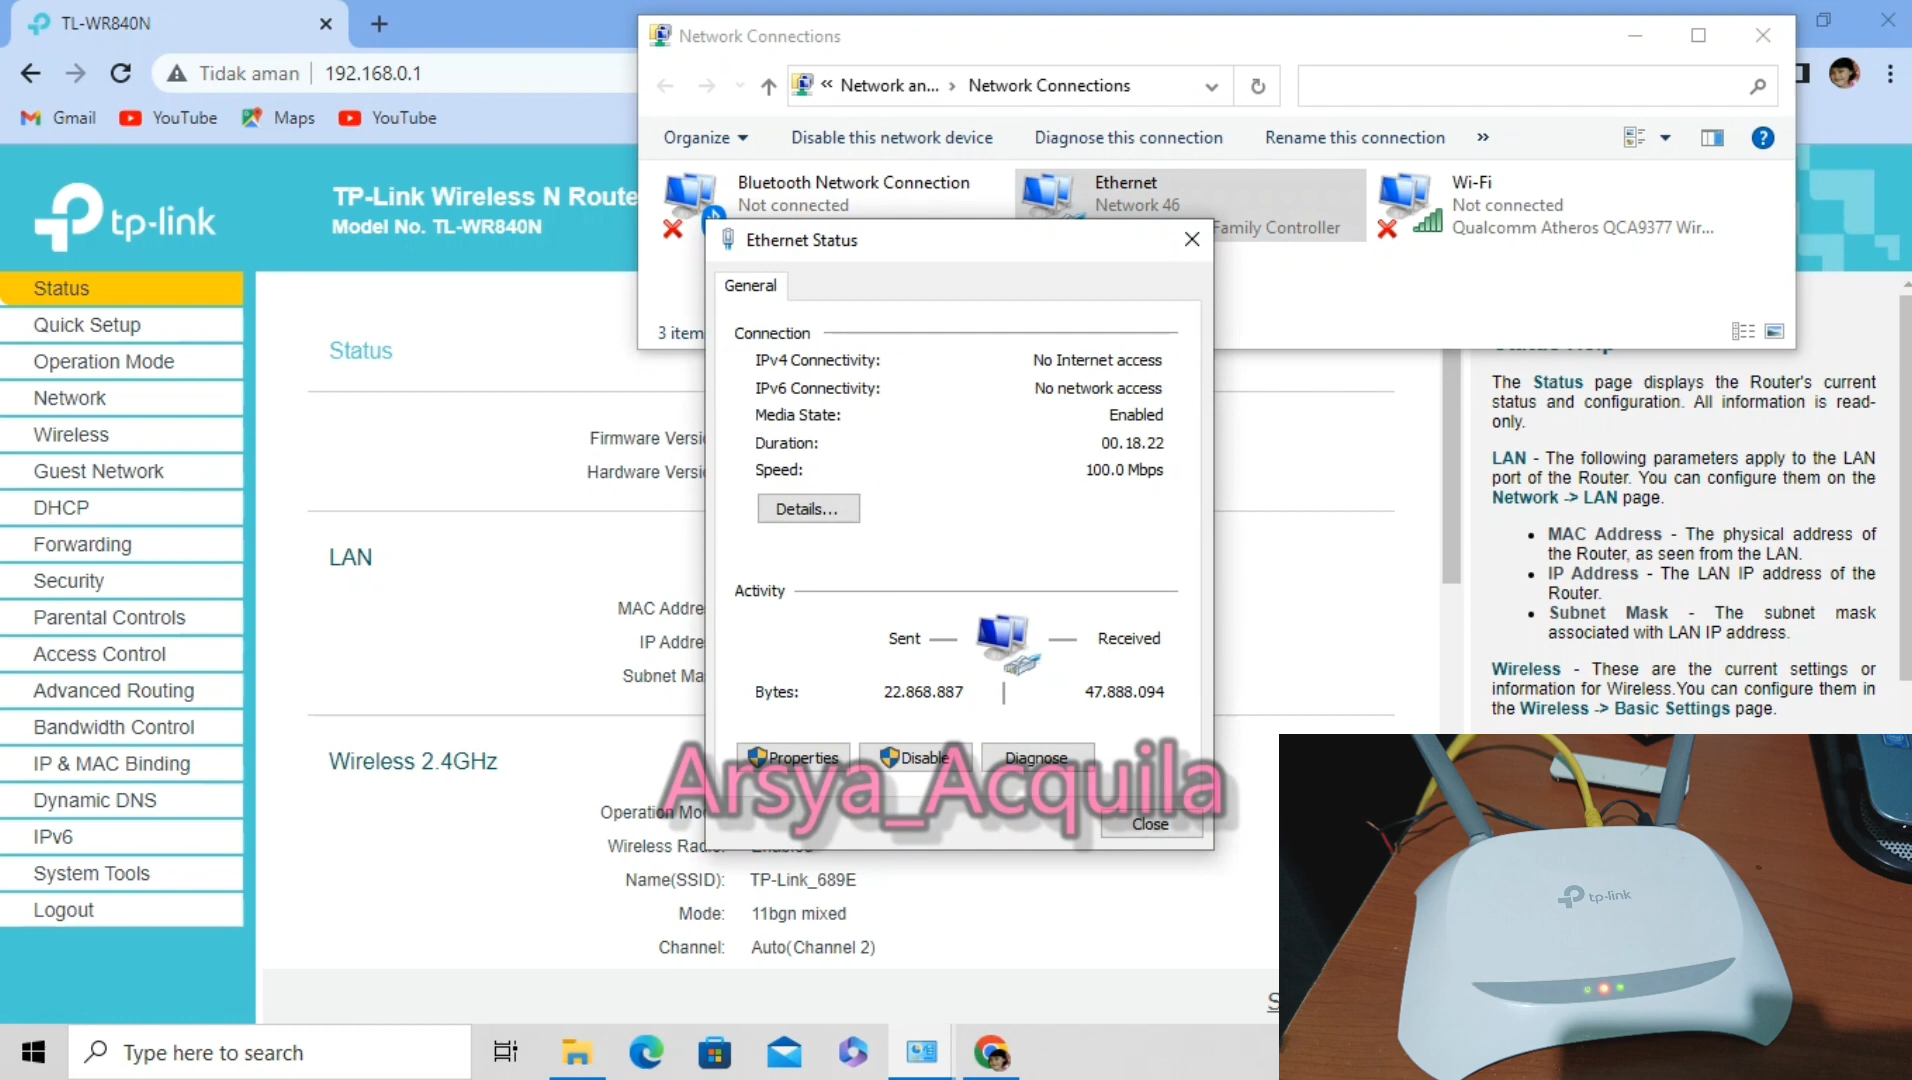 TL-WR840N
Network Connections
Tidak aman
192.168.0.1
« Network an... › Network Connections
Gmail YouTube Maps YouTube
Organize Disable this network device Diagnose this connection Rename this connection »
Bluetooth Network Connection
Not connected
Ethernet
Network 46
Family Controller
Wi-Fi
Not connected
Qualcomm Atheros QCA9377 Wir...
tp-link
TP-Link Wireless N Route
Model No. TL-WR840N
3 item
Status
Quick Setup
Operation Mode
Network
Wireless
Guest Network
DHCP
Forwarding
Security
Parental Controls
Access Control
Advanced Routing
Bandwidth Control
IP & MAC Binding
Dynamic DNS
IPv6
System Tools
Logout
Status
Firmware Versi
Hardware Versi
LAN
MAC Addre
IP Addre
Subnet Ma
Wireless 2.4GHz
Operation Mo
Wireless Radi
Name(SSID): TP-Link_689E
Mode: 11bgn mixed
Channel: Auto(Channel 2)
Ethernet Status
General
Connection
IPv4 Connectivity: No Internet access
IPv6 Connectivity: No network access
Media State: Enabled
Duration: 00.18.22
Speed: 100.0 Mbps
Details...
Activity
Sent — — Received
Bytes: 22.868.887 | 47.888.094
Properties Disable Diagnose
Arsya_Acquila
Close
The Status page displays the Router's current
status and configuration. All information is read-
only.
LAN - The following parameters apply to the LAN
port of the Router. You can configure them on the
Network -> LAN page.
• MAC Address - The physical address of
the Router, as seen from the LAN.
• IP Address - The LAN IP address of the
Router.
• Subnet Mask - The subnet mask
associated with LAN IP address.
Wireless - These are the current settings or
information for Wireless.You can configure them in
the Wireless -> Basic Settings page.
tp-link
Type here to search